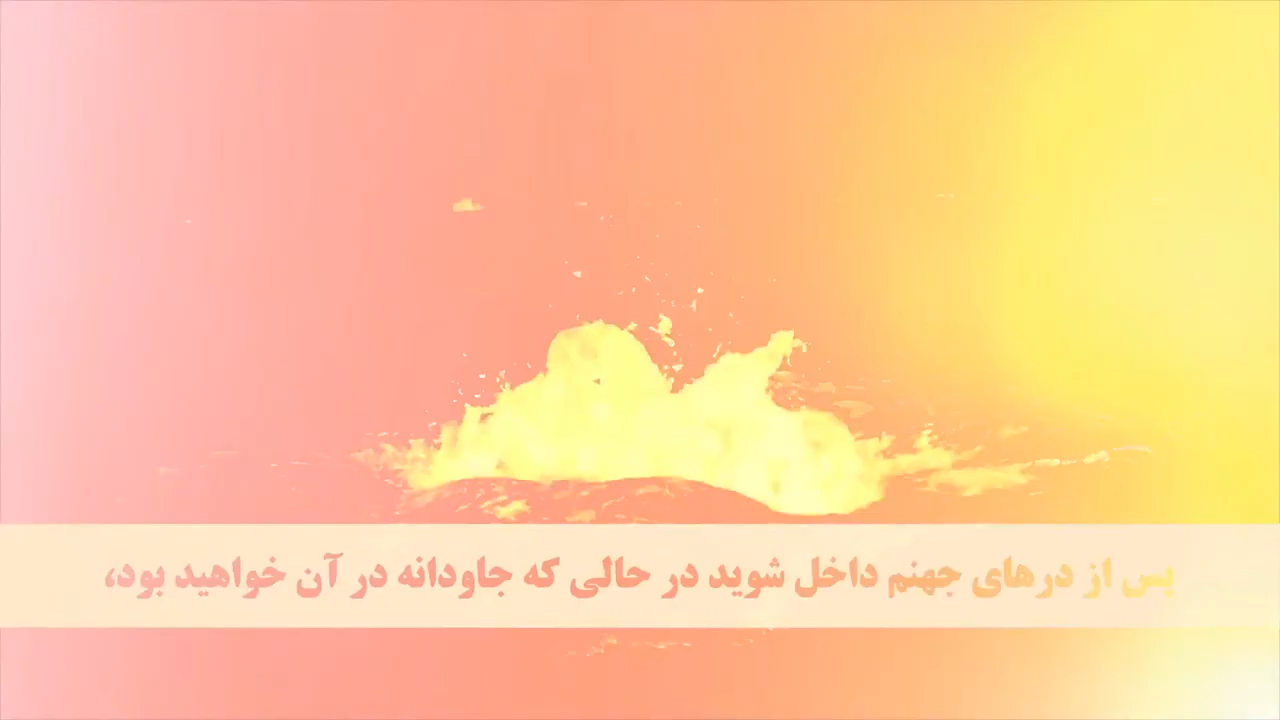 پس از درهای جهنم داخل شوید در حالی که جاودانه در آن خواهید بود،